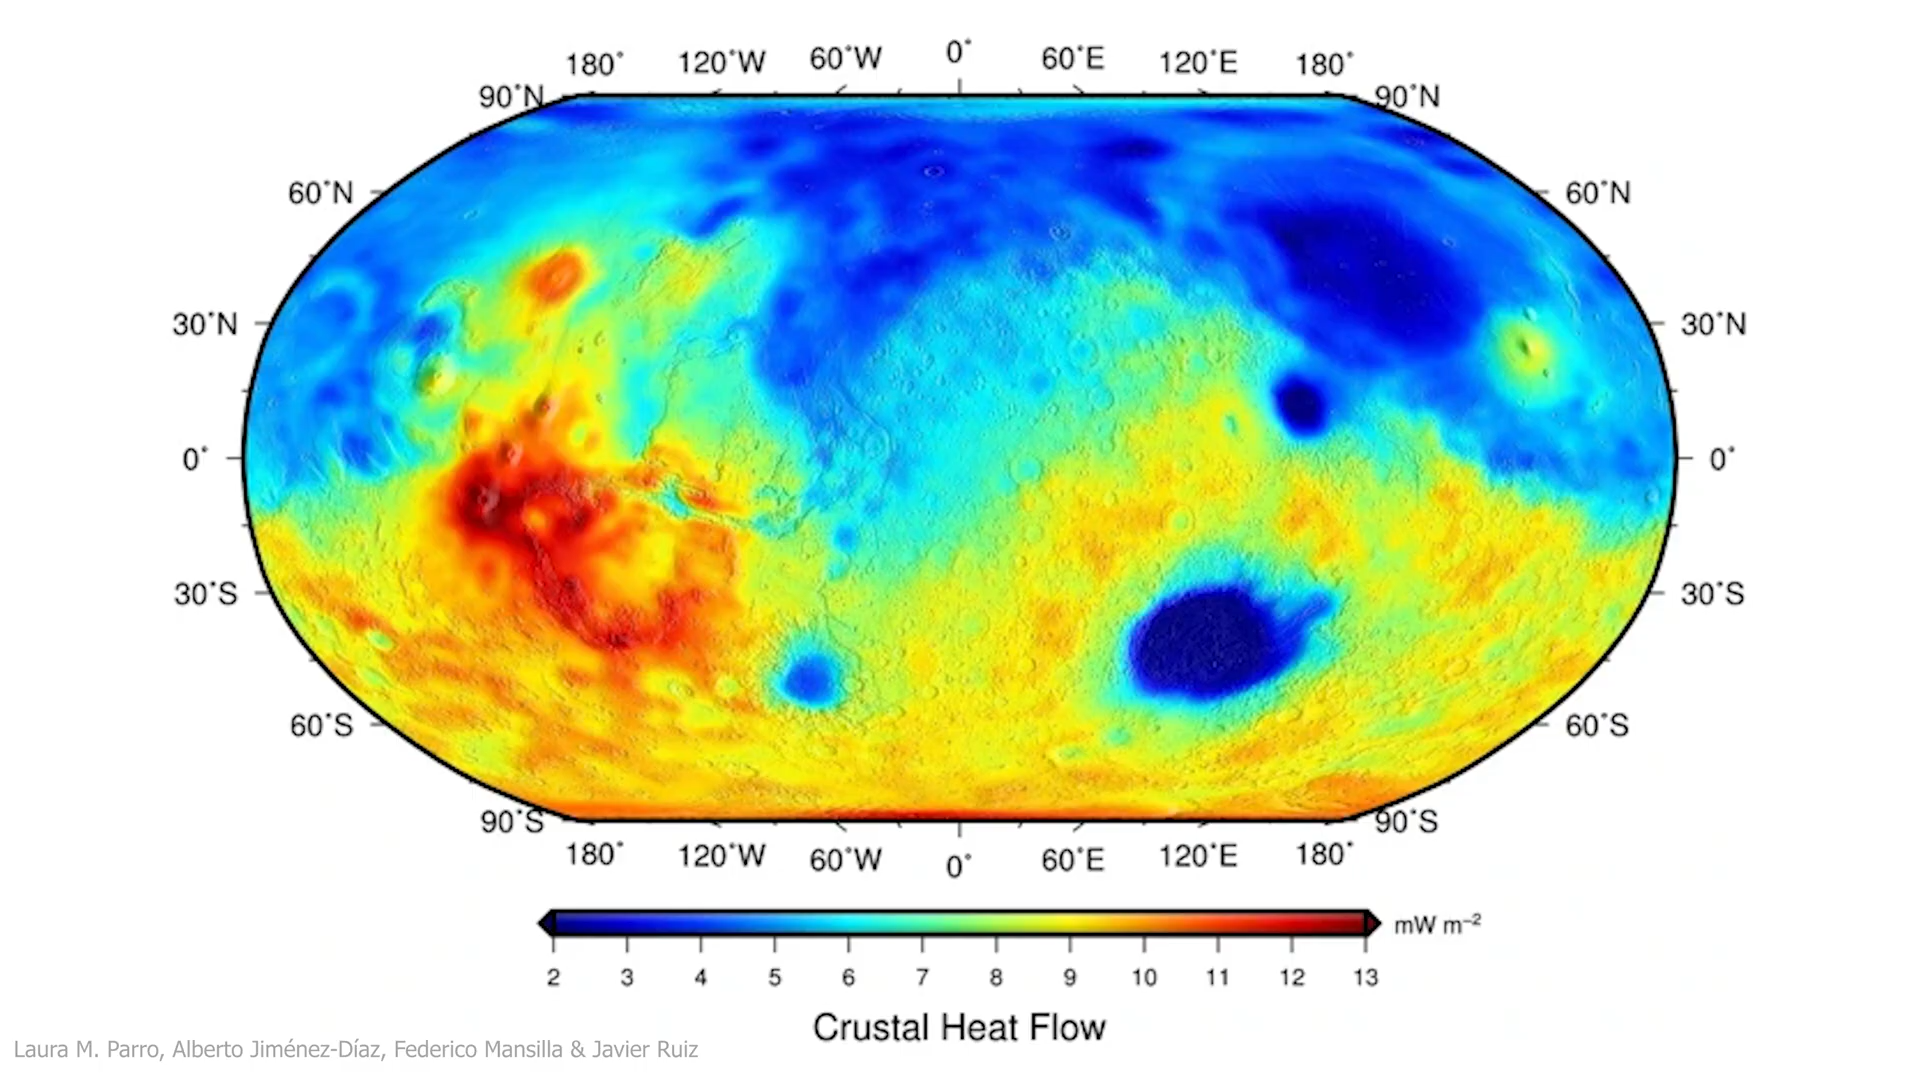 180° 120°W 60°W 0° 60°E 120°E 180°
90°N 90°N
60°N 60°N
30°N 30°N
0° 0°
30°S 30°S
60°S 60°S
90°S 90°S
180° 120°W 60°W 0° 60°E 120°E 180°
mW m⁻²
2 3 4 5 6 7 8 9 10 11 12 13
Crustal Heat Flow
Laura M. Parro, Alberto Jiménez-Díaz, Federico Mansilla & Javier Ruiz